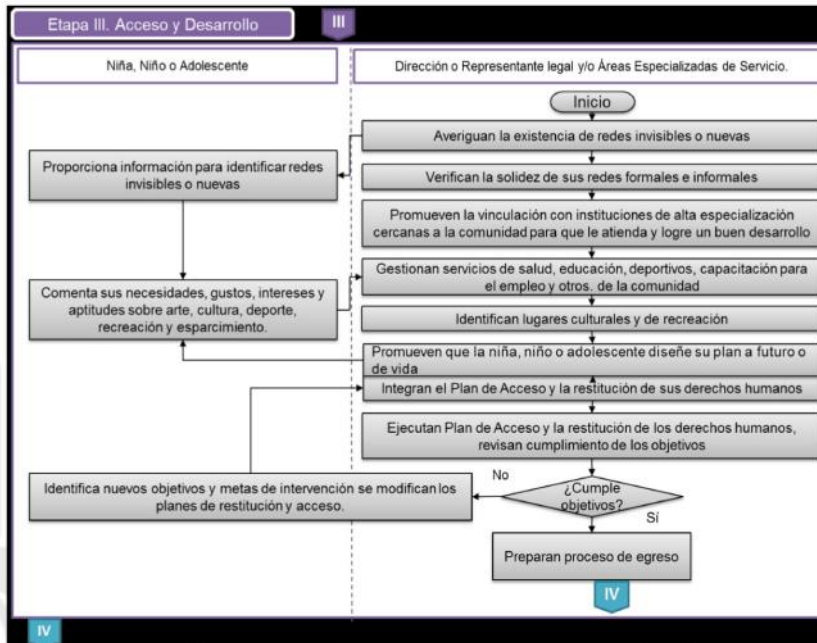 Etapa III. Acceso y Desarrollo
III
Niña, Niño o Adolescente
Dirección o Representante legal y/o Áreas Especializadas de Servicio.
Inicio
Averiguan la existencia de redes invisibles o nuevas
Proporciona información para identificar redes
invisibles o nuevas
Verifican la solidez de sus redes formales e informales
Promueven la vinculación con instituciones de alta especialización
cercanas a la comunidad para que le atienda y logre un buen desarrollo
Gestionan servicios de salud, educación, deportivos, capacitación para
el empleo y otros. de la comunidad
Comenta sus necesidades, gustos, intereses y
aptitudes sobre arte, cultura, deporte,
recreación y esparcimiento.
Identifican lugares culturales y de recreación
Promueven que la niña, niño o adolescente diseñe su plan a futuro o
de vida
Integran el Plan de Acceso y la restitución de sus derechos humanos
Ejecutan Plan de Acceso y la restitución de los derechos humanos,
revisan cumplimiento de los objetivos
No
¿Cumple
objetivos?
Sí
Identifica nuevos objetivos y metas de intervención se modifican los
planes de restitución y acceso.
Preparan proceso de egreso
IV
IV